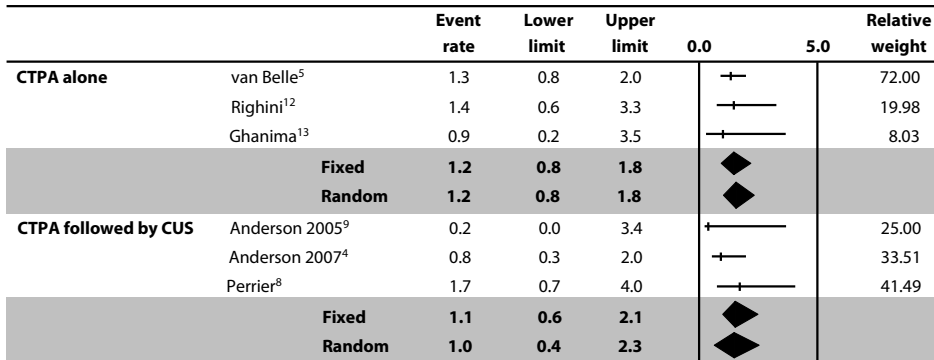 Event Lower Upper Relative
rate limit limit 0.0 5.0 weight
CTPA alone van Belle⁵ 1.3 0.8 2.0 72.00
Righini¹² 1.4 0.6 3.3 19.98
Ghanima¹³ 0.9 0.2 3.5 8.03
Fixed 1.2 0.8 1.8
Random 1.2 0.8 1.8
CTPA followed by CUS Anderson 2005⁹ 0.2 0.0 3.4 25.00
Anderson 2007⁴ 0.8 0.3 2.0 33.51
Perrier⁸ 1.7 0.7 4.0 41.49
Fixed 1.1 0.6 2.1
Random 1.0 0.4 2.3